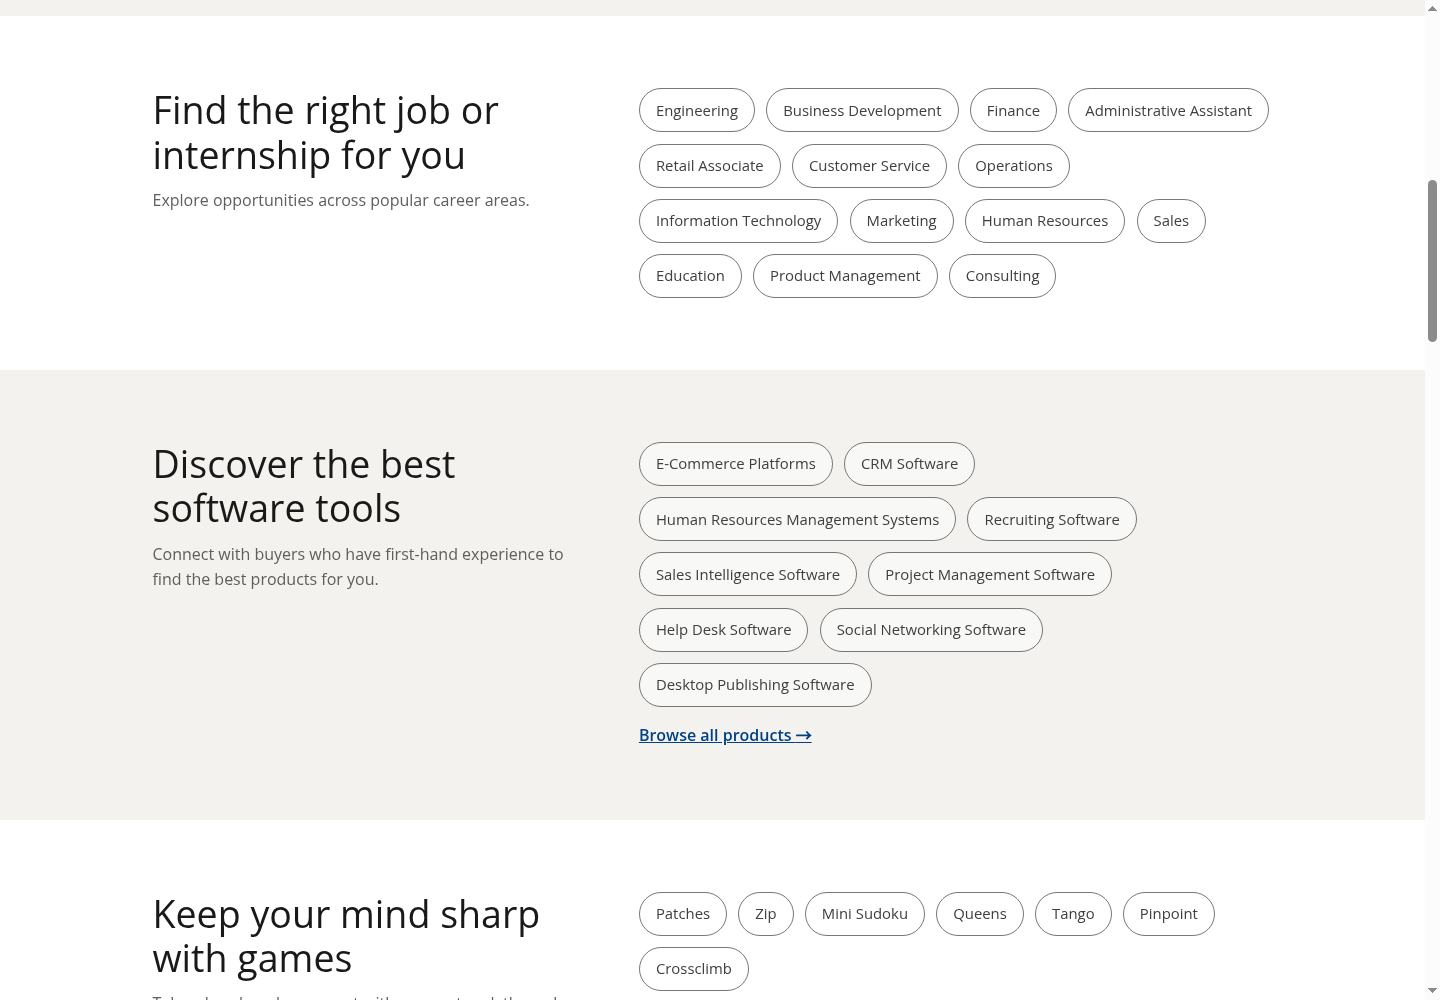 Find the right job or
internship for you
Explore opportunities across popular career areas.
Engineering
Business Development
Finance
Administrative Assistant
Retail Associate
Customer Service
Operations
Information Technology
Marketing
Human Resources
Sales
Education
Product Management
Consulting
Discover the best
software tools
Connect with buyers who have first-hand experience to
find the best products for you.
E-Commerce Platforms
CRM Software
Human Resources Management Systems
Recruiting Software
Sales Intelligence Software
Project Management Software
Help Desk Software
Social Networking Software
Desktop Publishing Software
Browse all products →
Keep your mind sharp
with games
Patches
Zip
Mini Sudoku
Queens
Tango
Pinpoint
Crossclimb